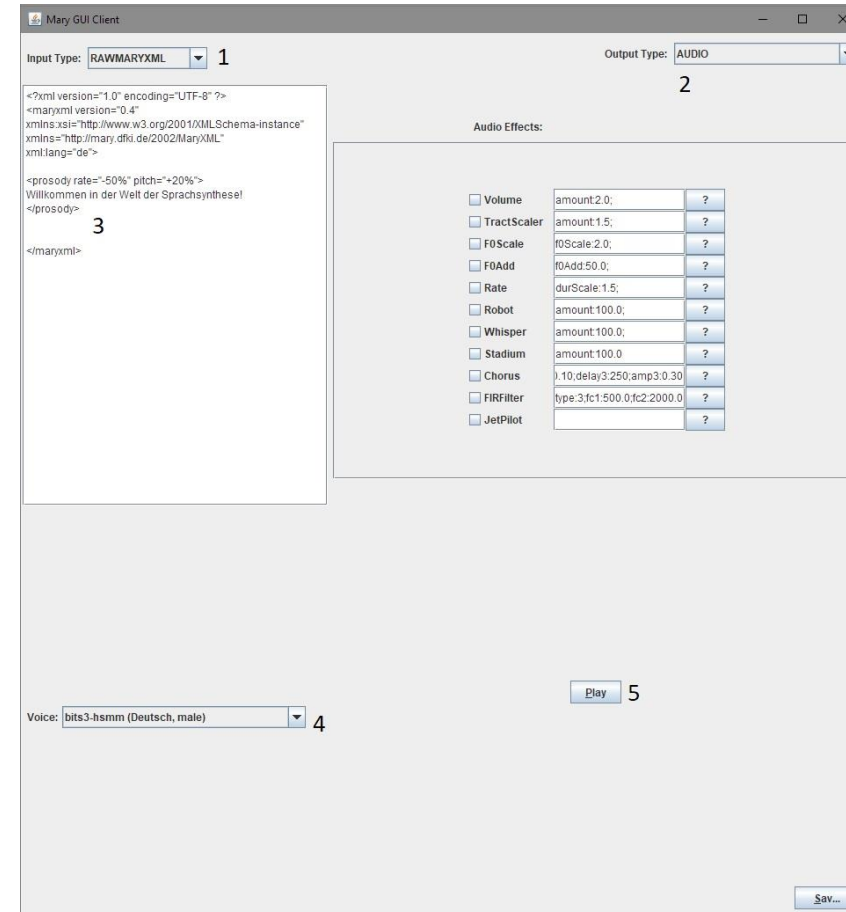 Mary GUI Client
Input Type: RAWMARYXML 1
Output Type: AUDIO
2
<?xml version="1.0" encoding="UTF-8" ?>
<maryxml version="0.4"
xmlns:xsi="http://www.w3.org/2001/XMLSchema-instance"
xmlns="http://mary.dfki.de/2002/MaryXML"
xml:lang="de">
<prosody rate="-50%" pitch="+20%">
Willkommen in der Welt der Sprachsynthese!
</prosody>
3
</maryxml>
Audio Effects:
Volume amount:2.0; ?
TractScaler amount:1.5; ?
F0Scale f0Scale:2.0; ?
F0Add f0Add:50.0; ?
Rate durScale:1.5; ?
Robot amount:100.0; ?
Whisper amount:100.0; ?
Stadium amount:100.0 ?
Chorus ).10;delay3:250;amp3:0.30 ?
FIRFilter type:3;fc1:500.0;fc2:2000.0 ?
JetPilot ?
Play 5
Voice: bits3-hsmm (Deutsch, male) 4
Sav...